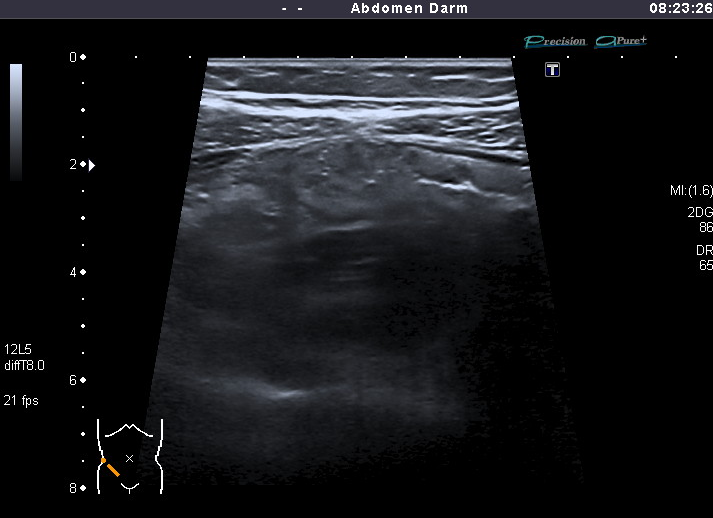 - - Abdomen Darm 08:23:26
Precision APure+
T
0
2
4
6
8
MI:(1.6)
2DG
86
DR
65
12L5
diffT8.0
21 fps